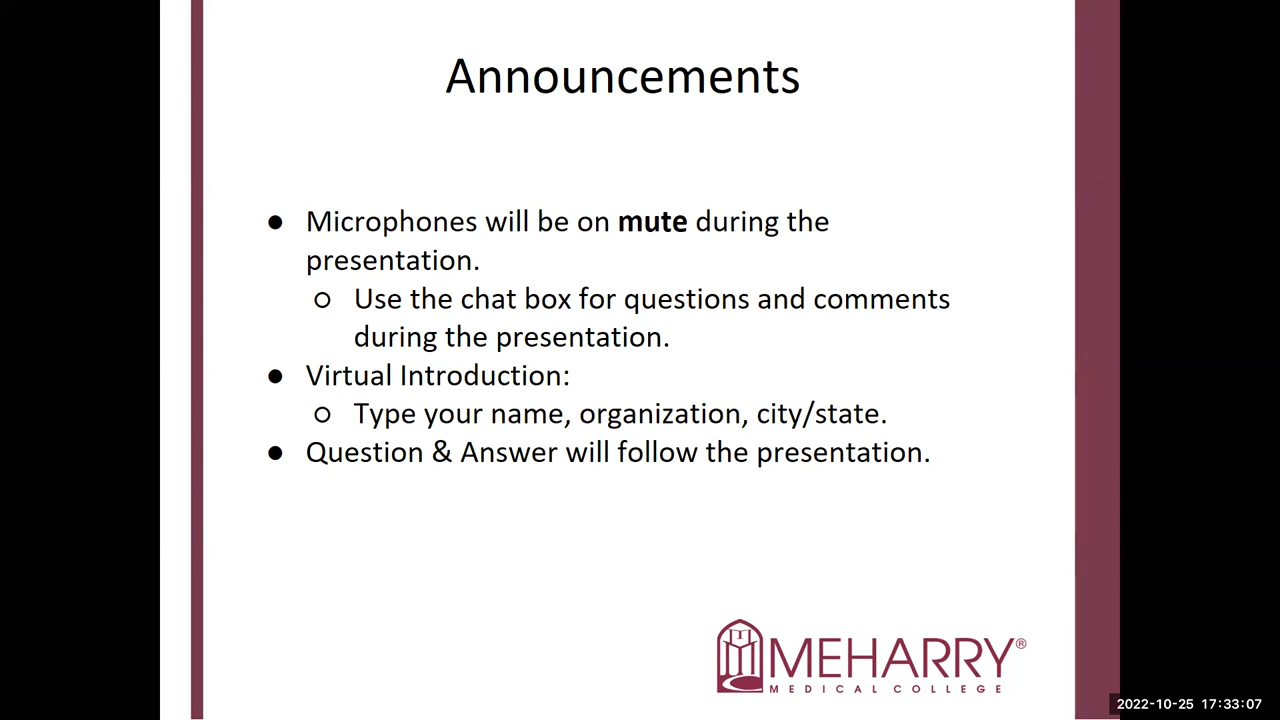 Announcements
● Microphones will be on mute during the
presentation.
○ Use the chat box for questions and comments
during the presentation.
● Virtual Introduction:
○ Type your name, organization, city/state.
● Question & Answer will follow the presentation.
MEHARRY®
MEDICAL COLLEGE
2022-10-25 17:33:07